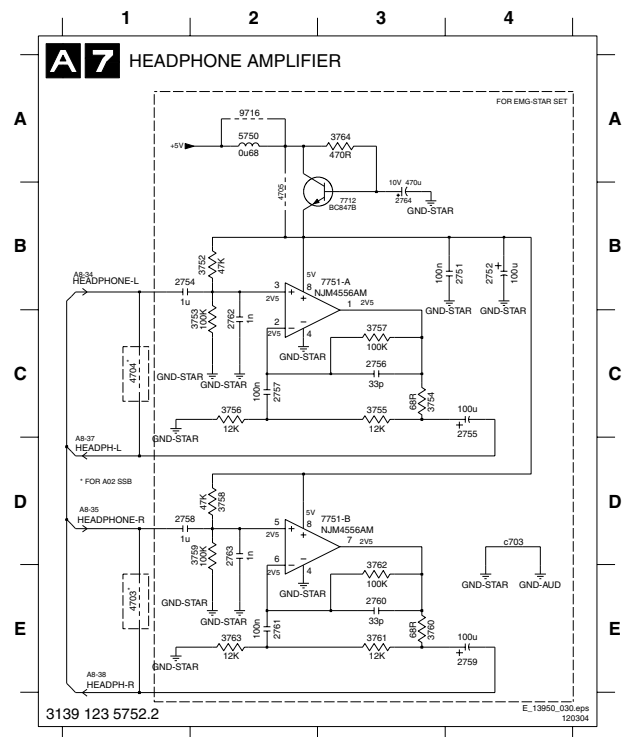 1 2 3 4
A 7 HEADPHONE AMPLIFIER
FOR EMG-STAR SET
A A
9716
+5V
5750
0u68
3764
470R
4705
7712
BC847B
10V 470u
+
2764
GND-STAR
B B
3752
47K
5V
100n
2751
2752
+
100u
GND-STAR GND-STAR
A8-34
HEADPHONE-L
2754
1u
3753
100K
2762
1n
3
2V5
2
2V5
8
4
7751-A
NJM4556AM
1 2V5
GND-STAR
C C
4704*
GND-STAR GND-STAR
100n
2757
3757
100K
2756
33p
68R
3754
3756
12K
3755
12K
100u
+
2755
GND-STAR
A8-37
HEADPH-L
* FOR A02 SSB
D D
A8-35
HEADPHONE-R
2758
1u
47K
3758
3759
100K
2763
1n
5V
5
2V5
6
2V5
8
4
7751-B
NJM4556AM
7 2V5
GND-STAR
c703
GND-STAR GND-AUD
E E
4703*
GND-STAR GND-STAR
100n
2761
3762
100K
2760
33p
68R
3760
3763
12K
3761
12K
100u
+
2759
GND-STAR
A8-38
HEADPH-R
3139 123 5752.2
E_13950_030.eps
120304
1 2 3 4